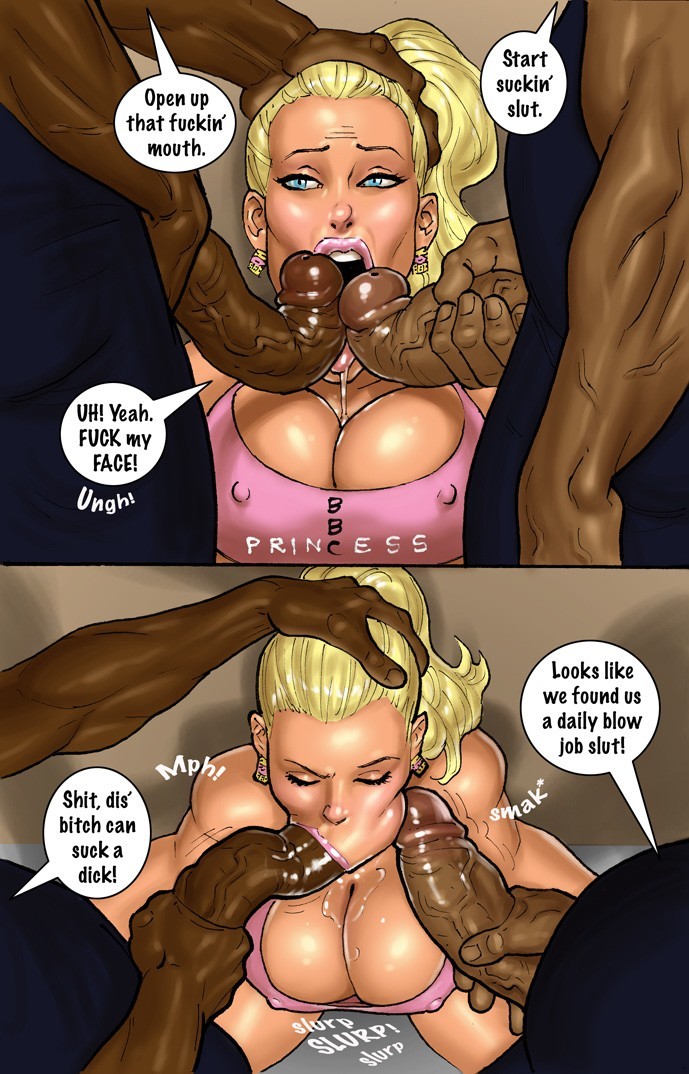 Open up
that fuckin'
mouth.
Start
suckin'
slut.
UH! Yeah.
FUCK my
FACE!
Ungh!
B
B
C
PRINCESS
Mph!
Looks like
we found us
a daily blow
job slut!
Shit, dis'
bitch can
suck a
dick!
smak*
slurp
SLURP!
slurp